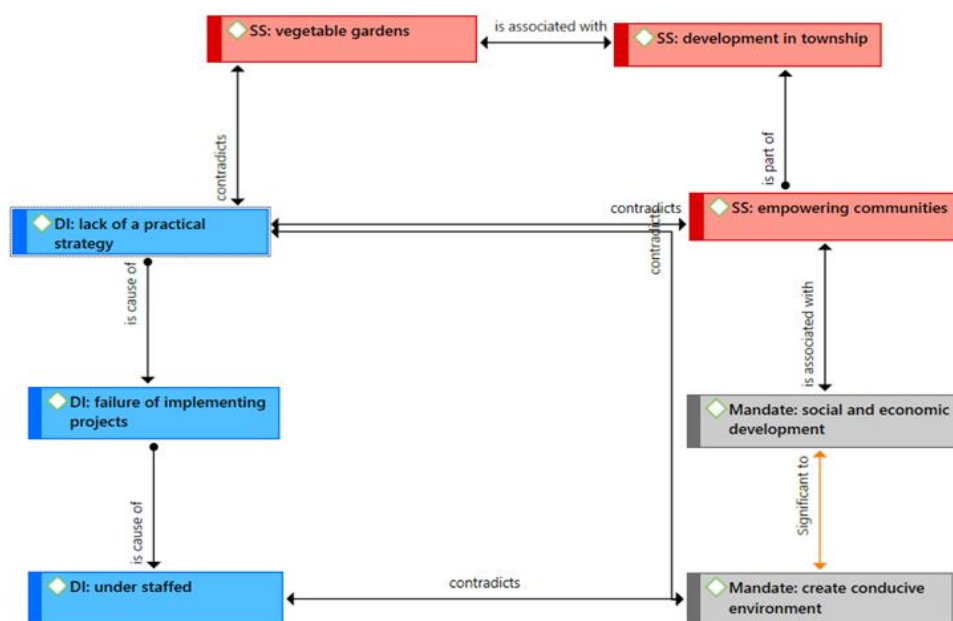 SS: vegetable gardens
is associated with
SS: development in township
contradicts
is part of
DI: lack of a practical
strategy
contradicts
contradicts
SS: empowering communities
is cause of
is associated with
DI: failure of implementing
projects
Mandate: social and economic
development
is cause of
Significant to
DI: under staffed
contradicts
Mandate: create conducive
environment